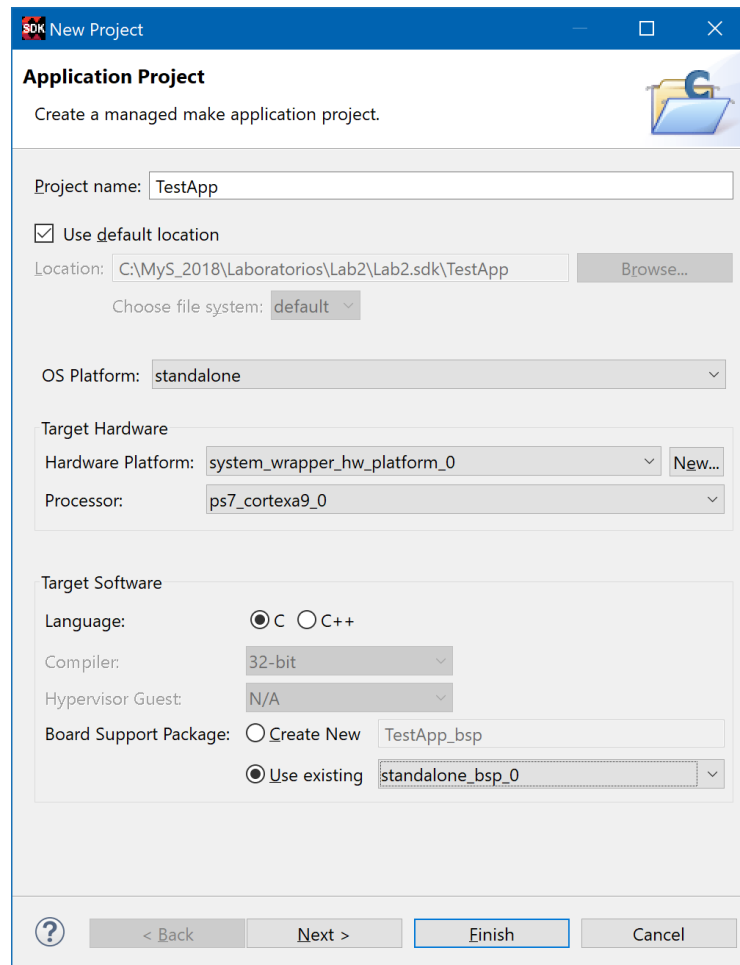 SDK New Project
Application Project
Create a managed make application project.
C
Project name: TestApp
Use default location
Location: C:\MyS_2018\Laboratorios\Lab2\Lab2.sdk\TestApp Browse...
Choose file system: default
OS Platform: standalone
Target Hardware
Hardware Platform: system_wrapper_hw_platform_0 New...
Processor: ps7_cortexa9_0
Target Software
Language: C C++
Compiler: 32-bit
Hypervisor Guest: N/A
Board Support Package: Create New TestApp_bsp
Use existing standalone_bsp_0
? < Back Next > Finish Cancel